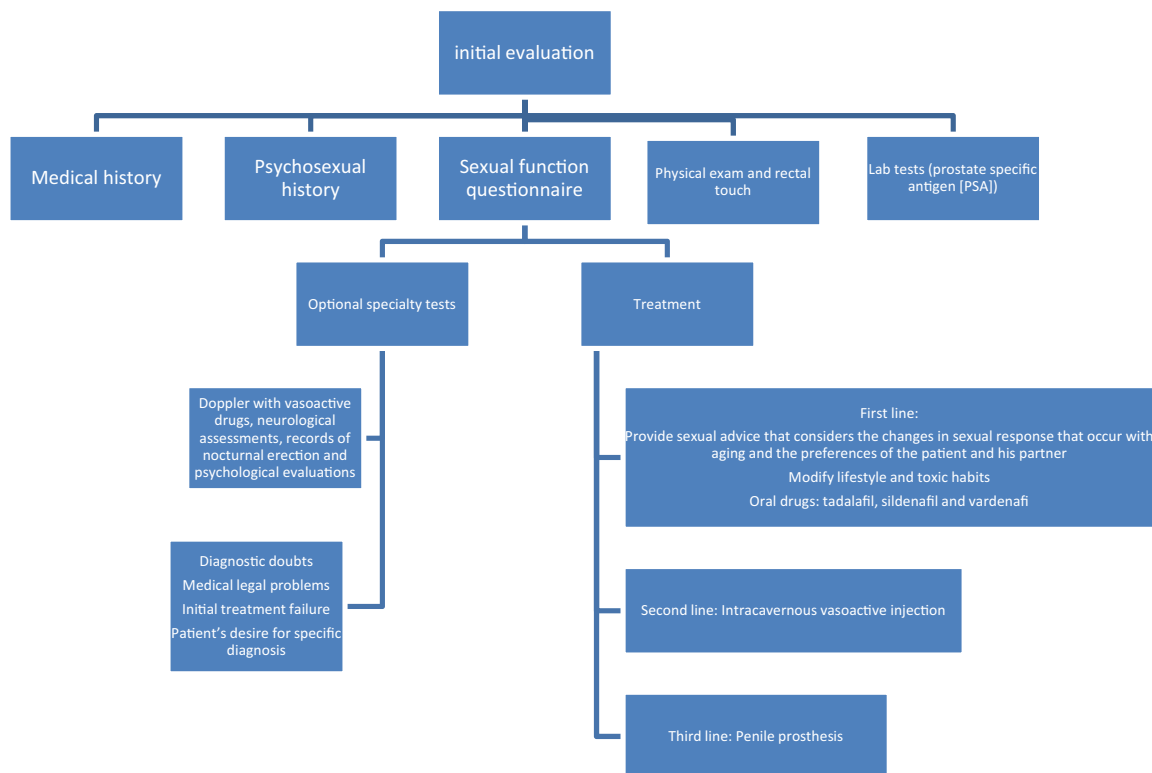 initial evaluation
Medical history
Psychosexual
history
Sexual function
questionnaire
Physical exam and rectal
touch
Lab tests (prostate specific
antigen [PSA])
Optional specialty tests
Treatment
Doppler with vasoactive
drugs, neurological
assessments, records of
nocturnal erection and
psychological evaluations
Diagnostic doubts
Medical legal problems
Initial treatment failure
Patient's desire for specific
diagnosis
First line:
Provide sexual advice that considers the changes in sexual response that occur with
aging and the preferences of the patient and his partner
Modify lifestyle and toxic habits
Oral drugs: tadalafil, sildenafil and vardenafi
Second line: Intracavernous vasoactive injection
Third line: Penile prosthesis